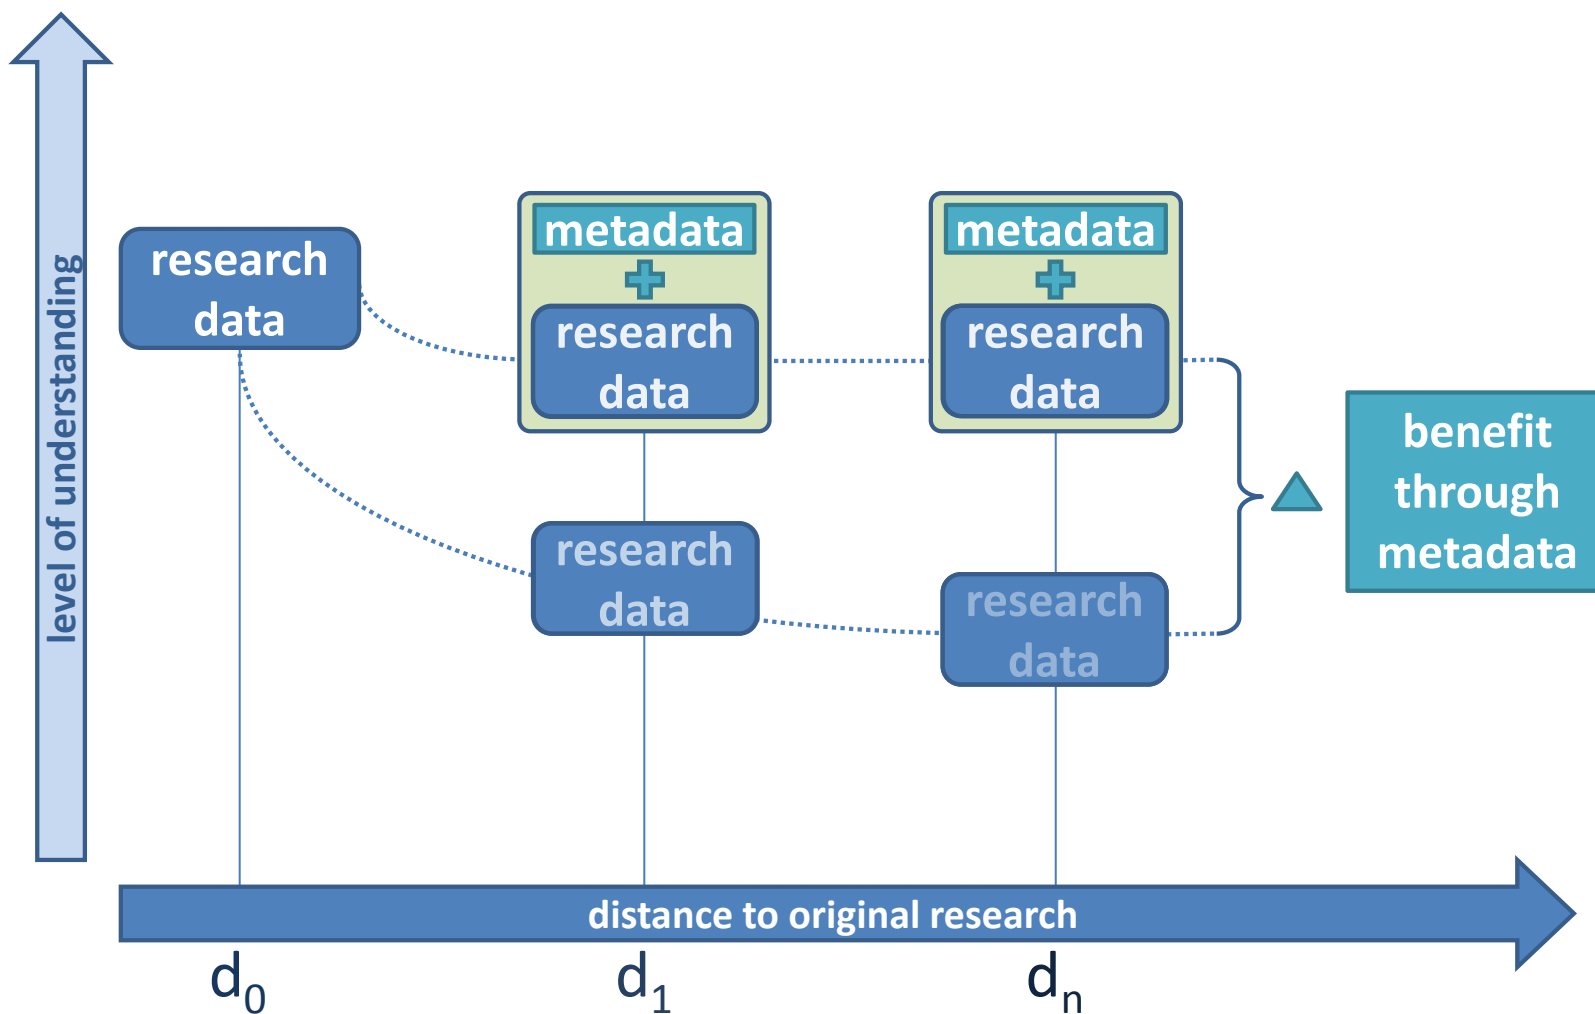 level of understanding
research
data
metadata
research
data
metadata
research
data
research
data
research
data
benefit
through
metadata
distance to original research
d₀
d₁
dₙ